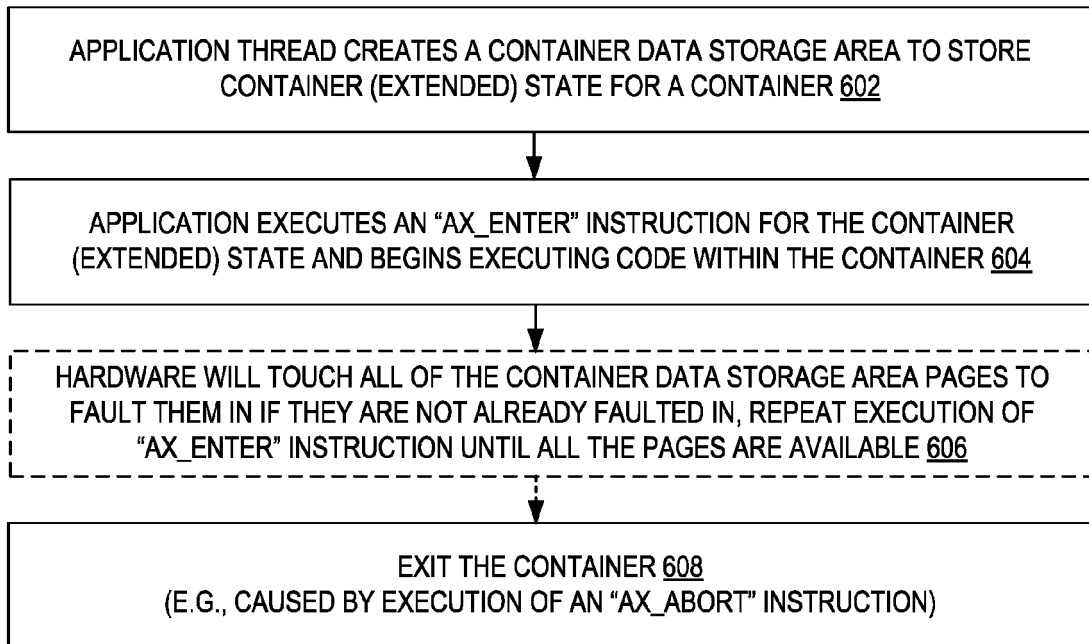 APPLICATION THREAD CREATES A CONTAINER DATA STORAGE AREA TO STORE
CONTAINER (EXTENDED) STATE FOR A CONTAINER 602
APPLICATION EXECUTES AN “AX_ENTER” INSTRUCTION FOR THE CONTAINER
(EXTENDED) STATE AND BEGINS EXECUTING CODE WITHIN THE CONTAINER 604
HARDWARE WILL TOUCH ALL OF THE CONTAINER DATA STORAGE AREA PAGES TO
FAULT THEM IN IF THEY ARE NOT ALREADY FAULTED IN, REPEAT EXECUTION OF
“AX_ENTER” INSTRUCTION UNTIL ALL THE PAGES ARE AVAILABLE 606
EXIT THE CONTAINER 608
(E.G., CAUSED BY EXECUTION OF AN “AX_ABORT” INSTRUCTION)